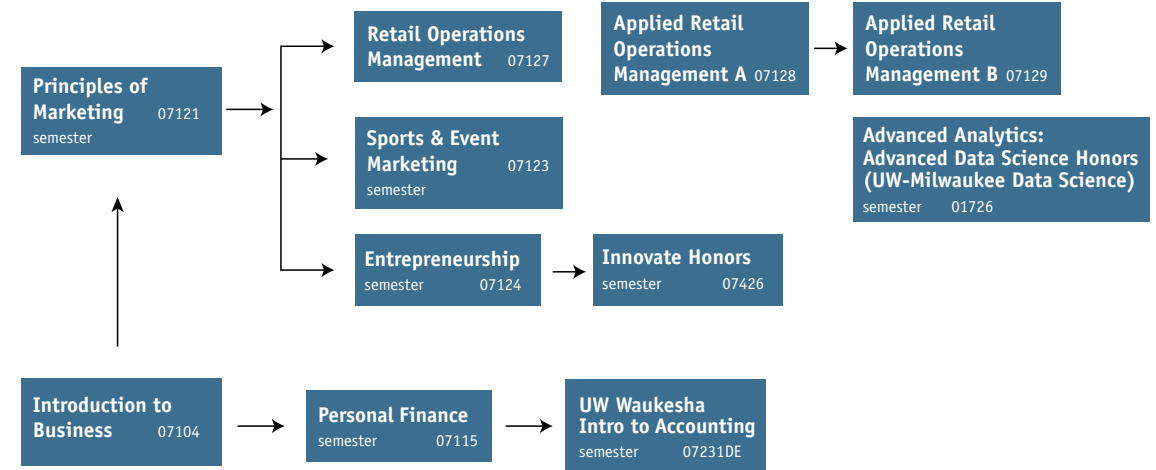 Retail Operations
Management 07127
Applied Retail
Operations
Management A 07128
Applied Retail
Operations
Management B 07129
Principles of
Marketing 07121
semester
Sports & Event
Marketing 07123
semester
Advanced Analytics:
Advanced Data Science Honors
(UW-Milwaukee Data Science)
semester 01726
Entrepreneurship
semester 07124
Innovate Honors
semester 07426
Introduction to
Business 07104
Personal Finance
semester 07115
UW Waukesha
Intro to Accounting
semester 07231DE